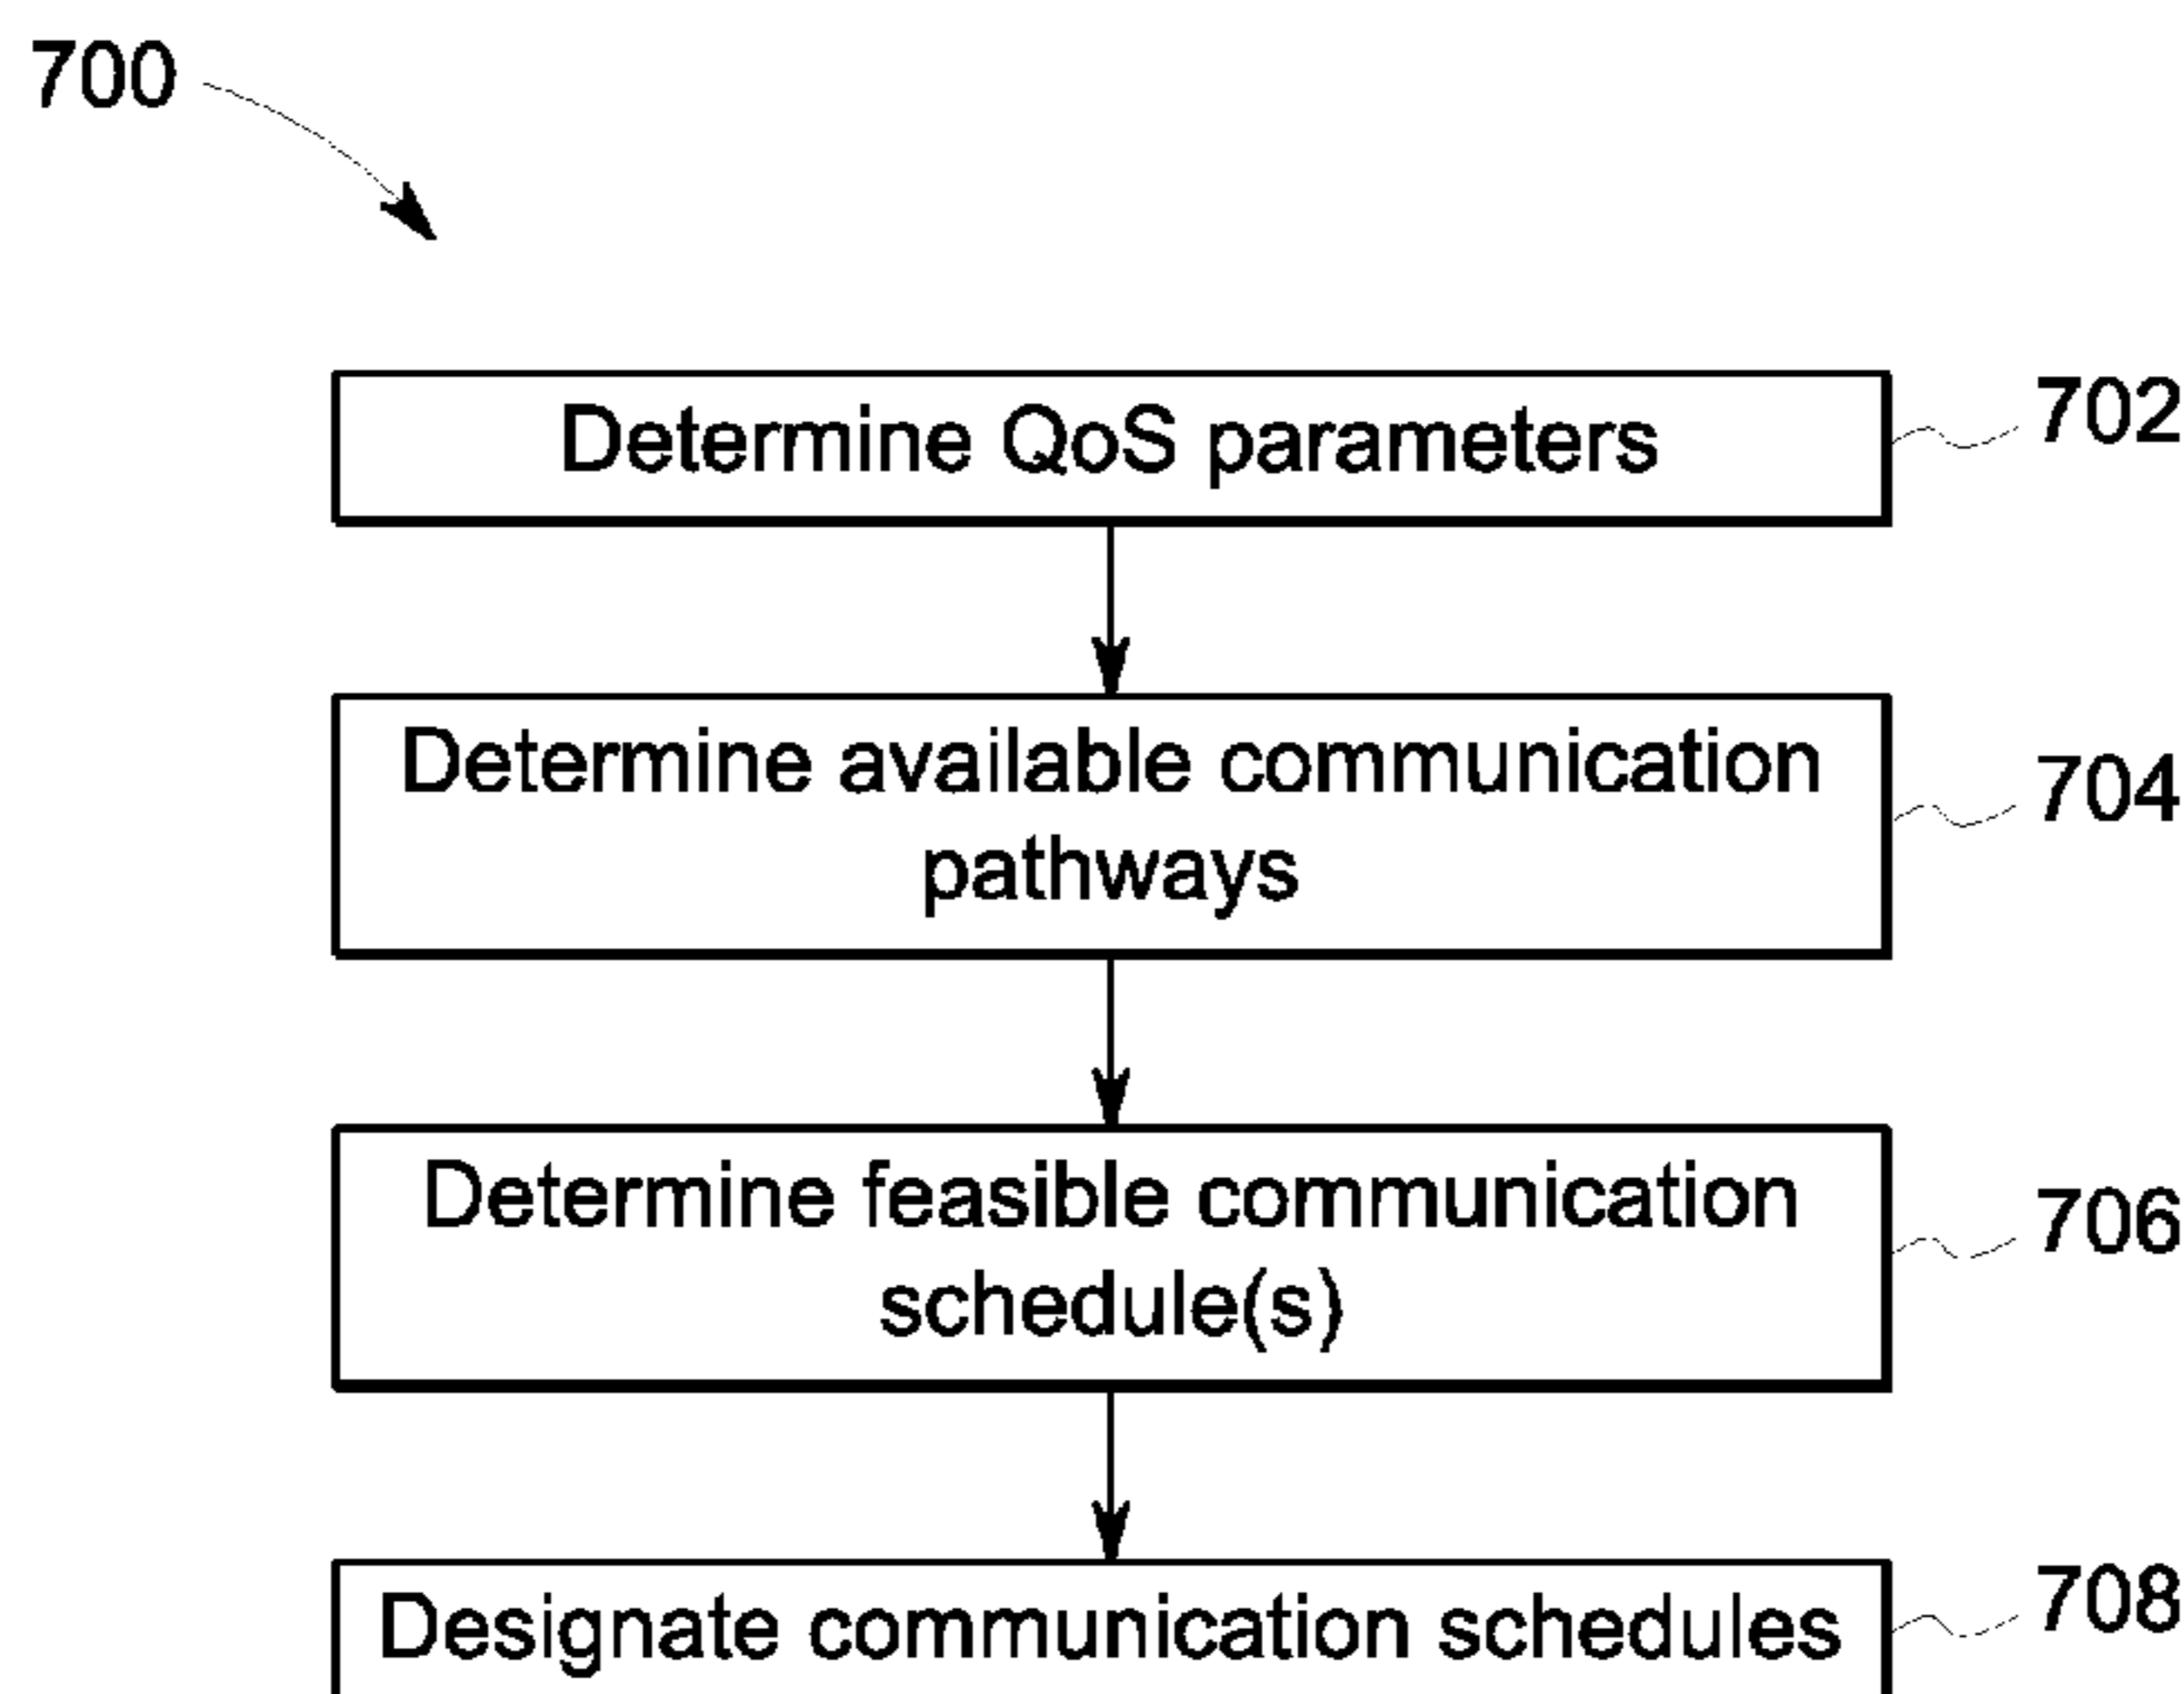 700
Determine QoS parameters
702
Determine available communication
pathways
704
Determine feasible communication
schedule(s)
706
Designate communication schedules
708